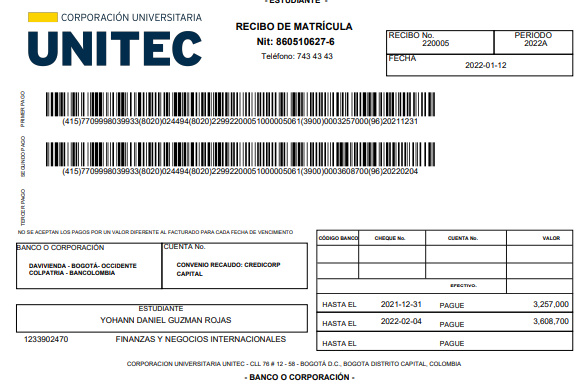 - ESTUDIANTE -
CORPORACIÓN UNIVERSITARIA
UNITEC
RECIBO DE MATRÍCULA
Nit: 860510627-6
Teléfono: 743 43 43
RECIBO No. PERIODO
220005 2022A
FECHA
2022-01-12
PRIMER PAGO
(415)7709998039933(8020)024494(8020)2299220005100005061(3900)0003257000(96)20211231
SEGUNDO PAGO
(415)7709998039933(8020)024494(8020)2299220005100005061(3900)0003608700(96)20220204
TERCER PAGO
NO SE ACEPTAN LOS PAGOS POR UN VALOR DIFERENTE AL FACTURADO PARA CADA FECHA DE VENCIMIENTO
BANCO O CORPORACIÓN CUENTA No.
DAVIVIENDA - BOGOTÁ- OCCIDENTE
COLPATRIA - BANCOLOMBIA
CONVENIO RECAUDO: CREDICORP
CAPITAL
CÓDIGO BANCO CHEQUE No. CUENTA No. VALOR
EFECTIVO.
HASTA EL 2021-12-31 PAGUE 3,257,000
HASTA EL 2022-02-04 PAGUE 3,608,700
HASTA EL PAGUE
ESTUDIANTE
YOHANN DANIEL GUZMAN ROJAS
1233902470 FINANZAS Y NEGOCIOS INTERNACIONALES
CORPORACION UNIVERSITARIA UNITEC - CLL 76 # 12 - 58 - BOGOTÁ D.C., BOGOTA DISTRITO CAPITAL, COLOMBIA
- BANCO O CORPORACIÓN -